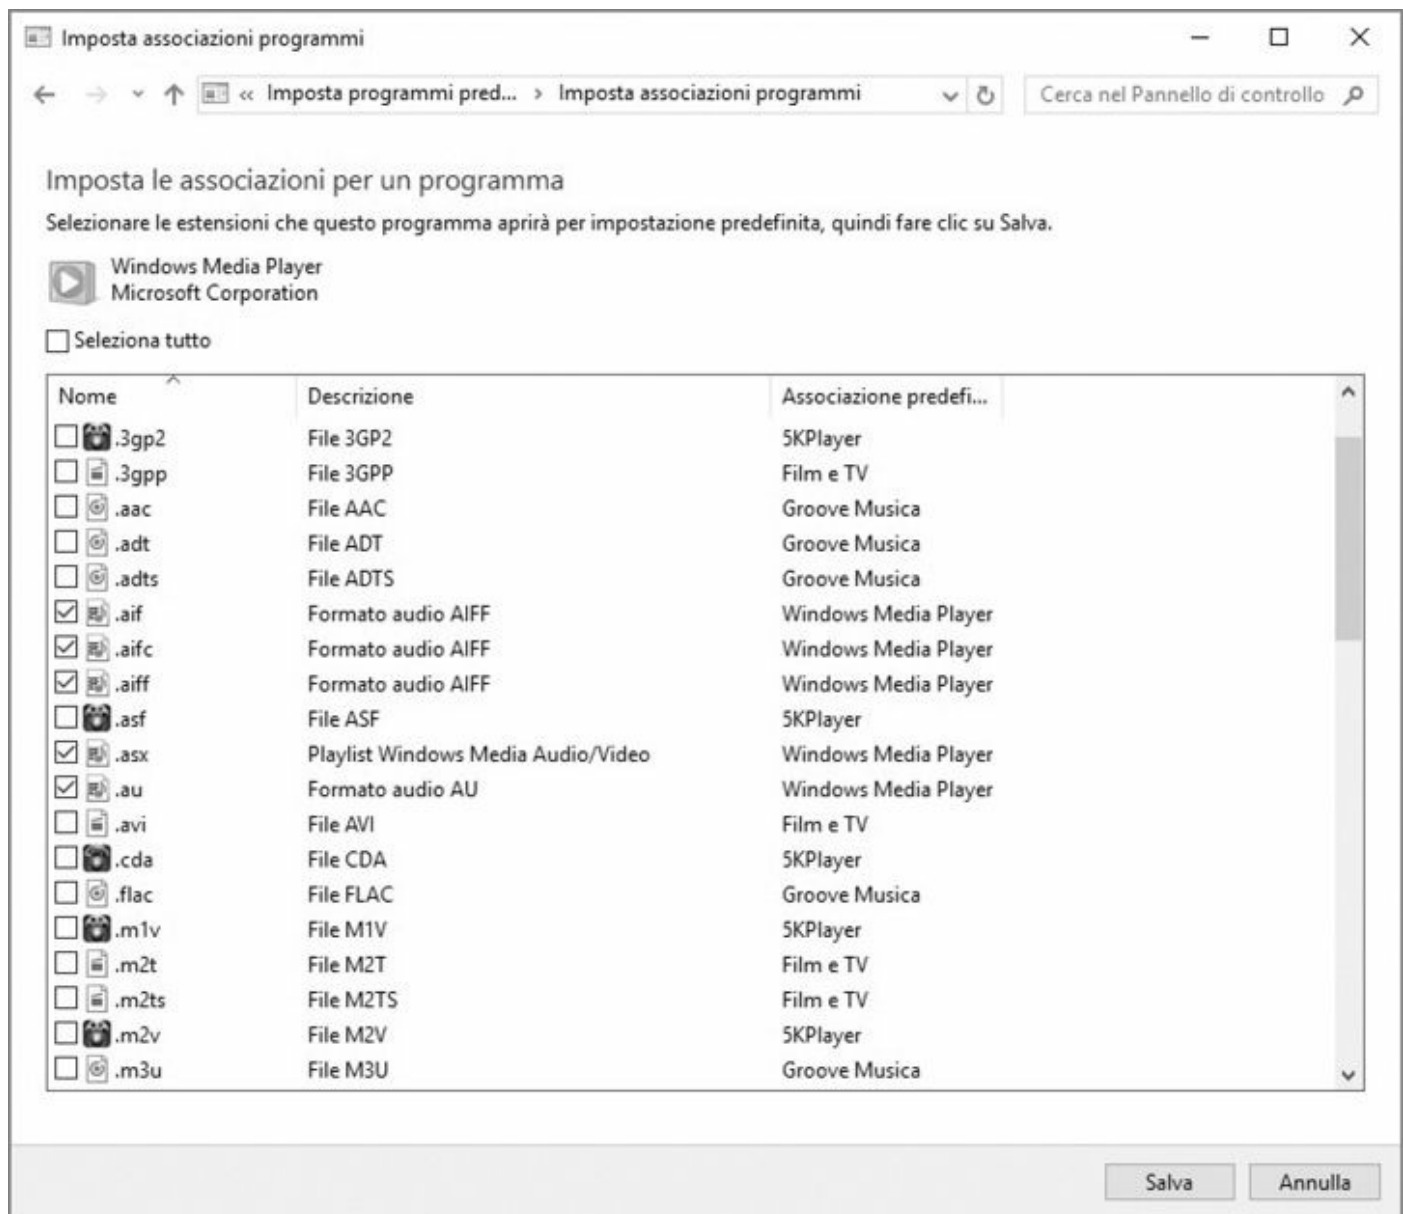 Imposta associazioni programmi
« Imposta programmi pred... › Imposta associazioni programmi
Cerca nel Pannello di controllo
Imposta le associazioni per un programma
Selezionare le estensioni che questo programma aprirà per impostazione predefinita, quindi fare clic su Salva.
Windows Media Player
Microsoft Corporation
Seleziona tutto
Nome Descrizione Associazione predefi...
.3gp2 File 3GP2 5KPlayer
.3gpp File 3GPP Film e TV
.aac File AAC Groove Musica
.adt File ADT Groove Musica
.adts File ADTS Groove Musica
.aif Formato audio AIFF Windows Media Player
.aifc Formato audio AIFF Windows Media Player
.aiff Formato audio AIFF Windows Media Player
.asf File ASF 5KPlayer
.asx Playlist Windows Media Audio/Video Windows Media Player
.au Formato audio AU Windows Media Player
.avi File AVI Film e TV
.cda File CDA 5KPlayer
.flac File FLAC Groove Musica
.m1v File M1V 5KPlayer
.m2t File M2T Film e TV
.m2ts File M2TS Film e TV
.m2v File M2V 5KPlayer
.m3u File M3U Groove Musica
Salva Annulla